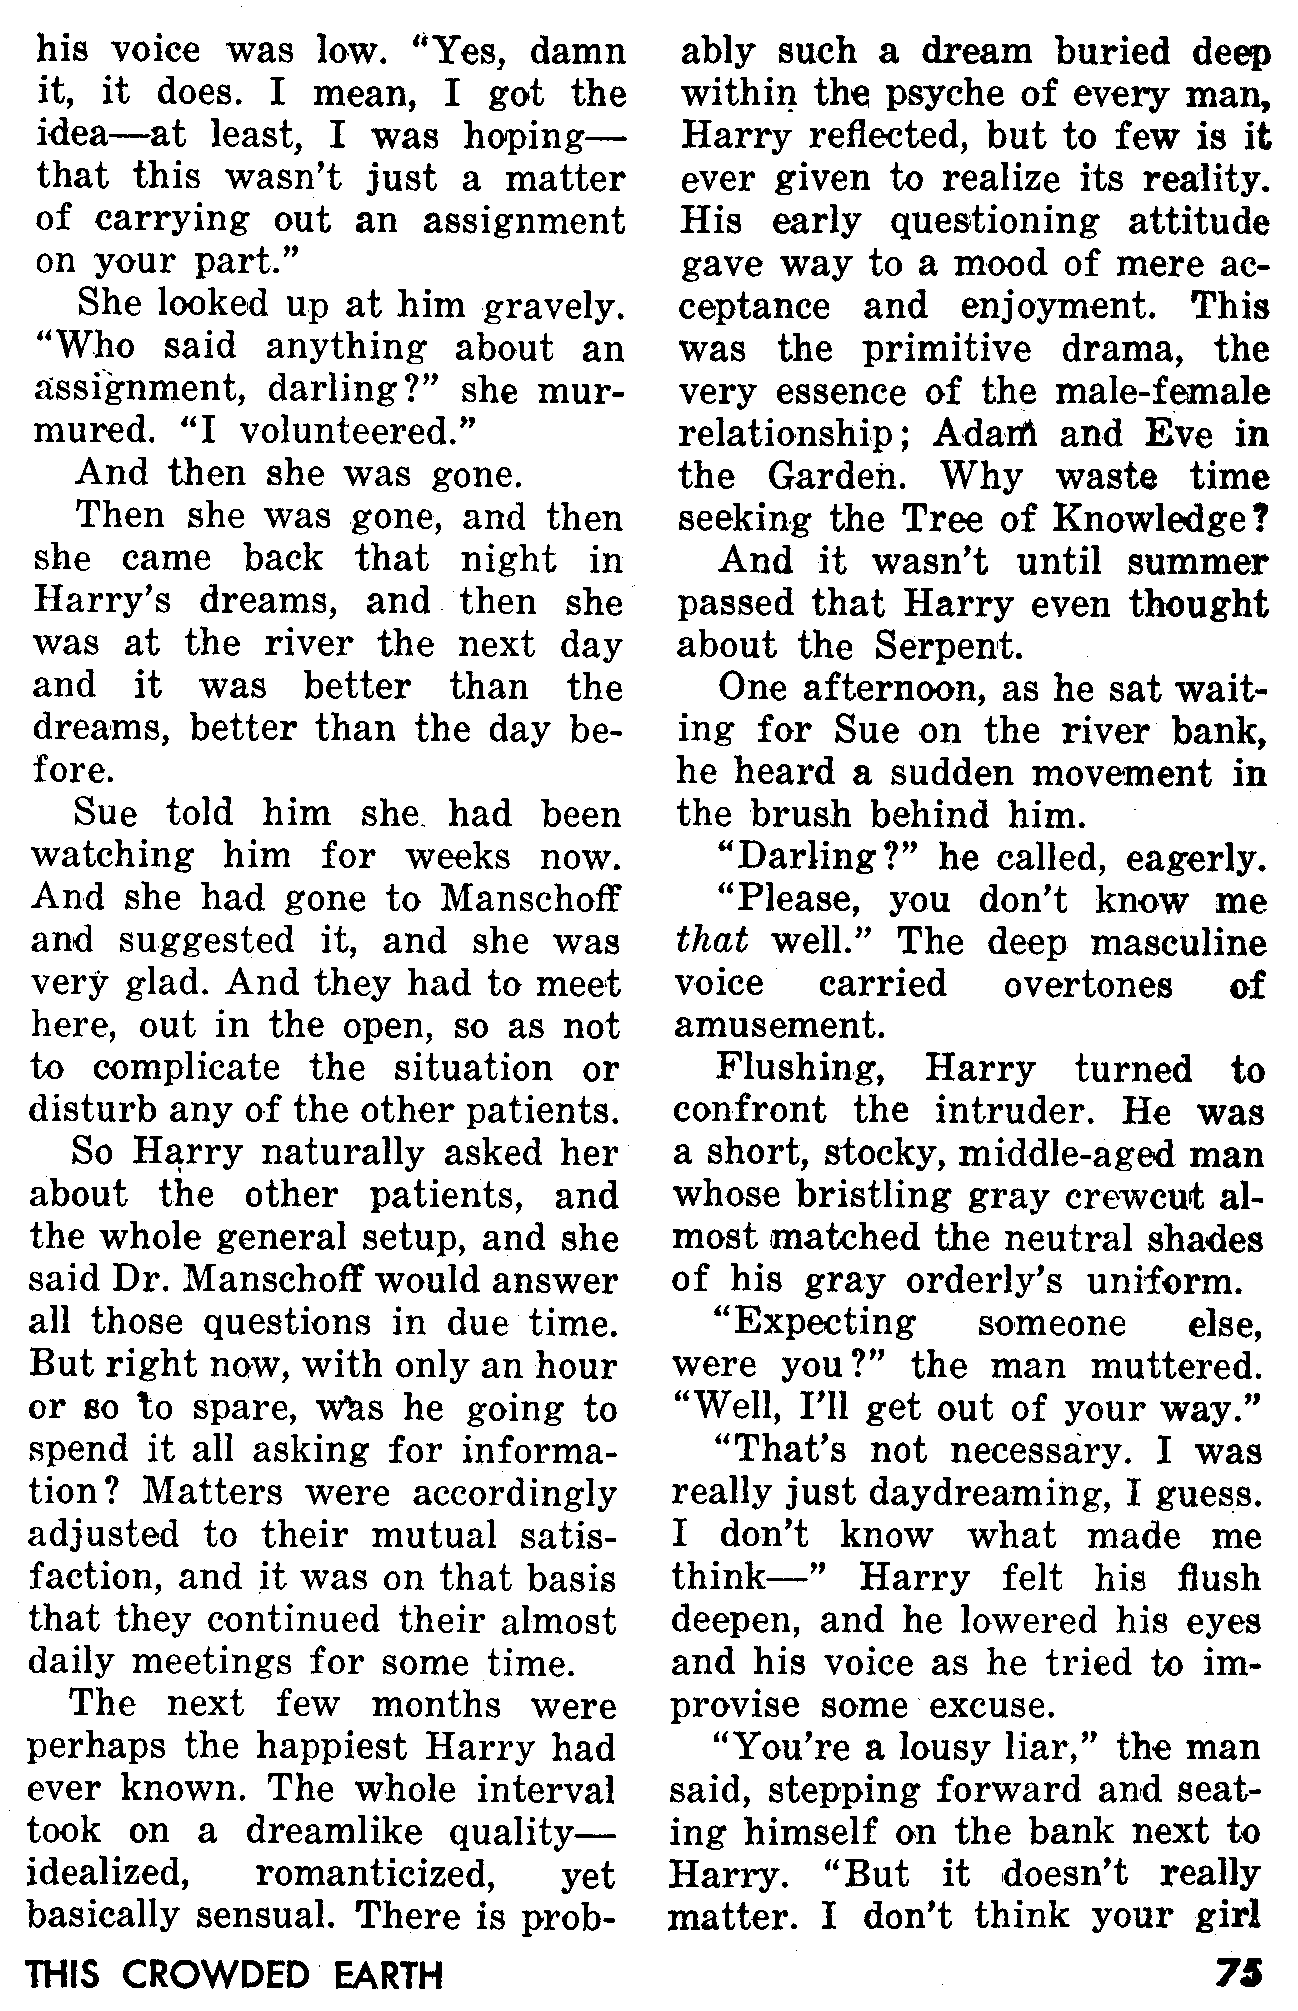 his voice was low. “Yes, damn
it, it does. I mean, I got the
idea—at least, I was hoping—
that this wasn’t just a matter
of carrying out an assignment
on your part.”
She looked up at him gravely.
“Who said anything about an
assignment, darling?” she mur-
mured. “I volunteered.”
And then she was gone.
Then she was gone, and then
she came back that night in
Harry’s dreams, and then she
was at the river the next day
and it was better than the
dreams, better than the day be-
fore.
Sue told him she had been
watching him for weeks now.
And she had gone to Manschoff
and suggested it, and she was
very glad. And they had to meet
here, out in the open, so as not
to complicate the situation or
disturb any of the other patients.
So Harry naturally asked her
about the other patients, and
the whole general setup, and she
said Dr. Manschoff would answer
all those questions in due time.
But right now, with only an hour
or so to spare, was he going to
spend it all asking for informa-
tion? Matters were accordingly
adjusted to their mutual satis-
faction, and it was on that basis
that they continued their almost
daily meetings for some time.
The next few months were
perhaps the happiest Harry had
ever known. The whole interval
took on a dreamlike quality—
idealized, romanticized, yet
basically sensual. There is prob-
ably such a dream buried deep
within the psyche of every man,
Harry reflected, but to few is it
ever given to realize its reality.
His early questioning attitude
gave way to a mood of mere ac-
ceptance and enjoyment. This
was the primitive drama, the
very essence of the male-female
relationship; Adam and Eve in
the Garden. Why waste time
seeking the Tree of Knowledge?
And it wasn’t until summer
passed that Harry even thought
about the Serpent.
One afternoon, as he sat wait-
ing for Sue on the river bank,
he heard a sudden movement in
the brush behind him.
“Darling?” he called, eagerly.
“Please, you don’t know me
that well.” The deep masculine
voice carried overtones of
amusement.
Flushing, Harry turned to
confront the intruder. He was
a short, stocky, middle-aged man
whose bristling gray crewcut al-
most matched the neutral shades
of his gray orderly’s uniform.
“Expecting someone else,
were you?” the man muttered.
“Well, I’ll get out of your way.”
“That’s not necessary. I was
really just daydreaming, I guess.
I don’t know what made me
think—” Harry felt his flush
deepen, and he lowered his eyes
and his voice as he tried to im-
provise some excuse.
“You’re a lousy liar,” the man
said, stepping forward and seat-
ing himself on the bank next to
Harry. “But it doesn’t really
matter. I don’t think your girl
THIS CROWDED EARTH 75